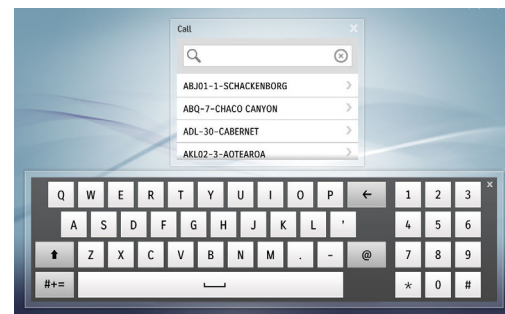 Call X
ABJ01-1-SCHACKENBORG
ABQ-7-CHACO CANYON
ADL-30-CABERNET
AKL02-3-AOTEAROA
Q W E R T Y U I O P ← 1 2 3 x
A S D F G H J K L ' 4 5 6
Z X C V B N M . - @ 7 8 9
#+= * 0 #